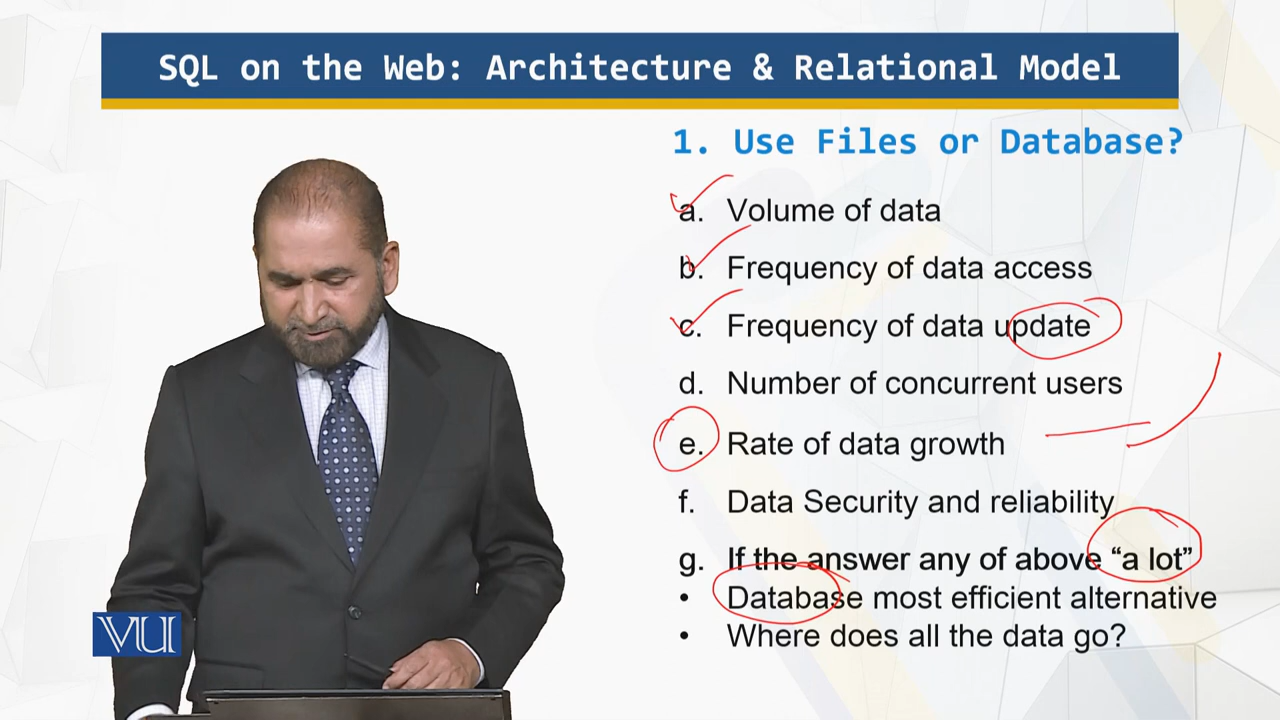 SQL on the Web: Architecture & Relational Model
1. Use Files or Database?
a. Volume of data
b. Frequency of data access
c. Frequency of data update
d. Number of concurrent users
e. Rate of data growth
f. Data Security and reliability
g. If the answer any of above “a lot”
• Database most efficient alternative
• Where does all the data go?
VU